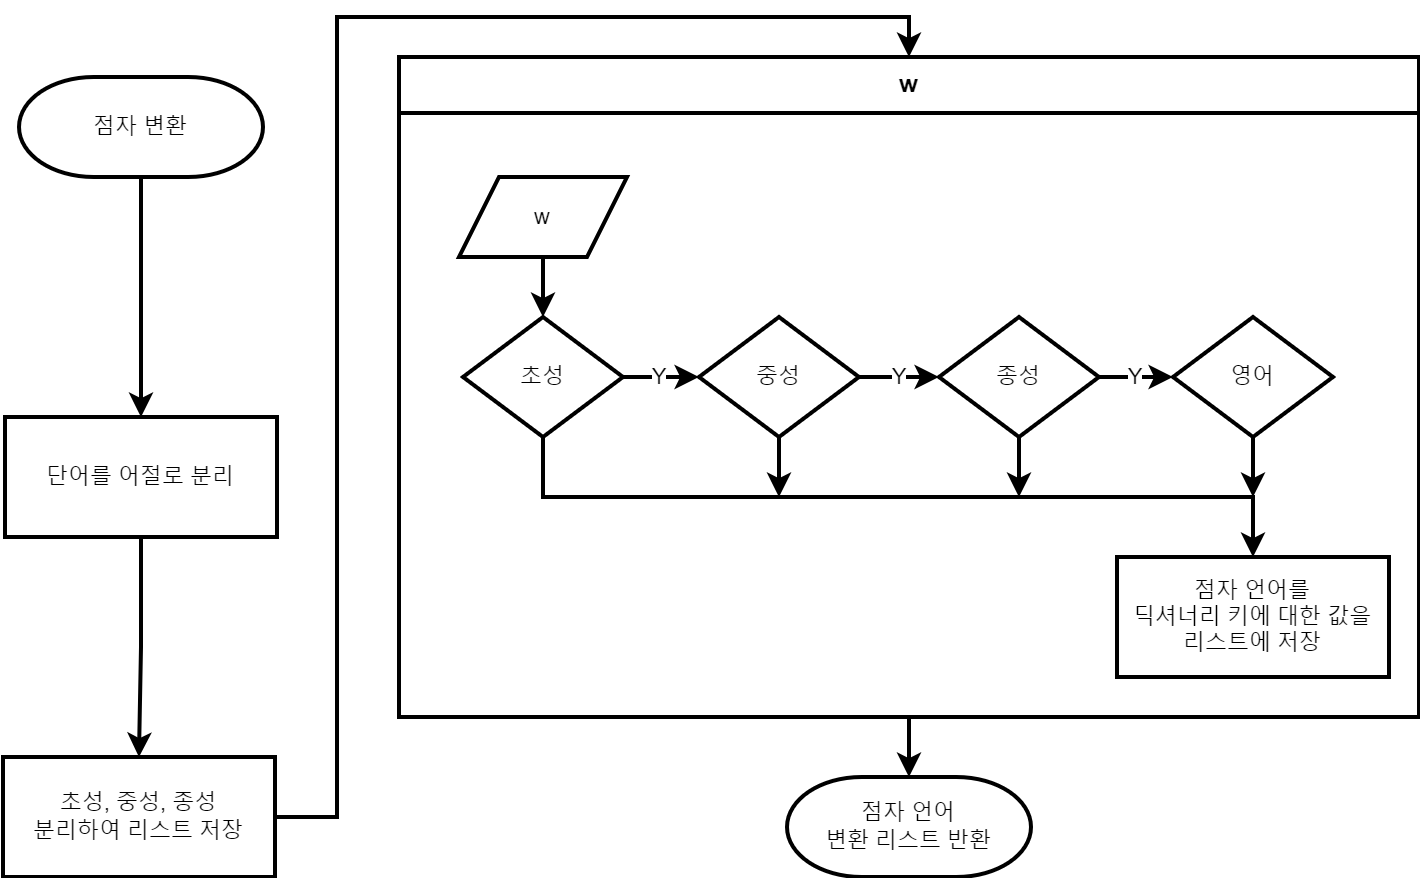 점자 변환
단어를 어절로 분리
초성, 중성, 종성
분리하여 리스트 저장
w
w
초성
Y
중성
Y
종성
Y
영어
점자 언어를
딕셔너리 키에 대한 값을
리스트에 저장
점자 언어
변환 리스트 반환